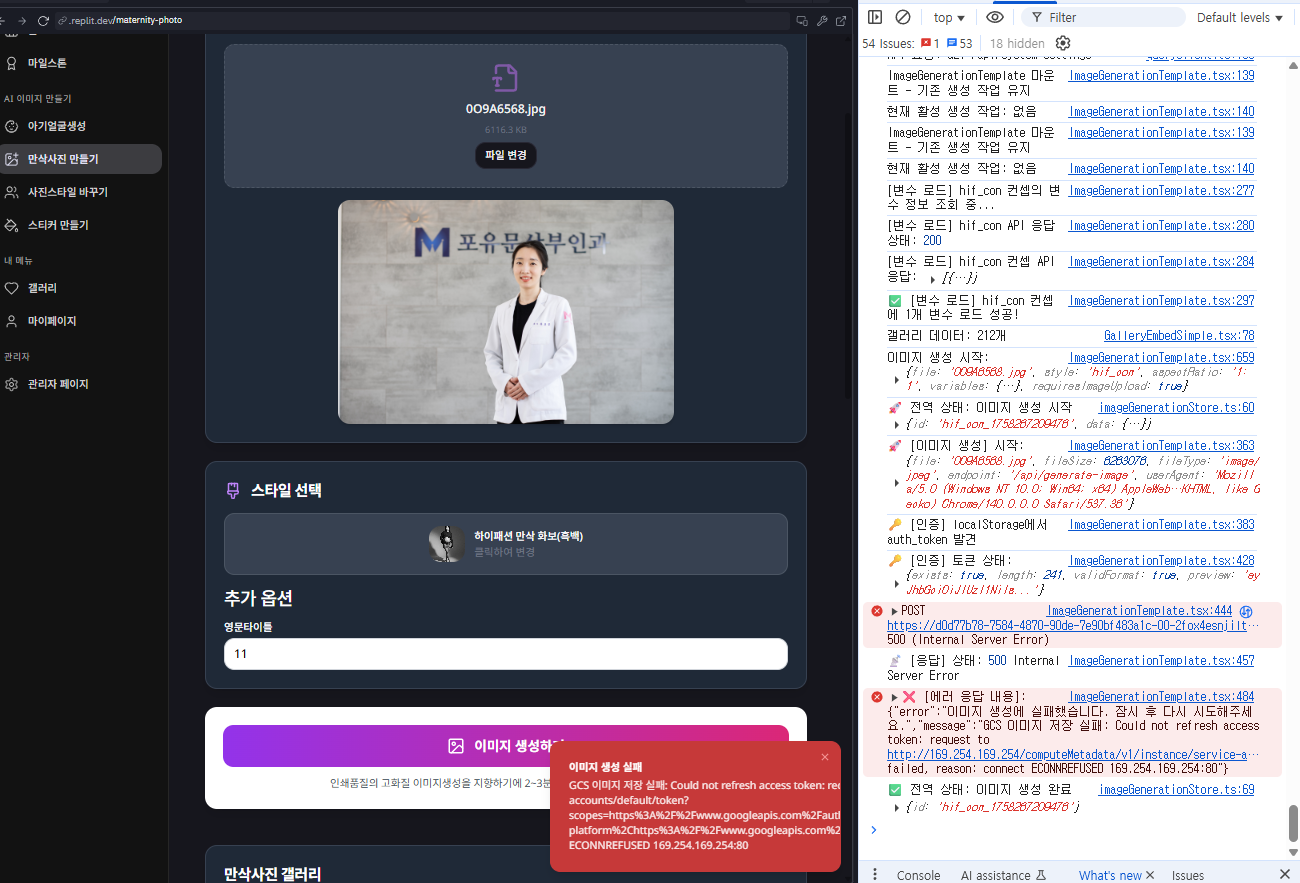 .replit.dev/maternity-photo
마일스톤
AI 이미지 만들기
아기얼굴생성
만삭사진 만들기
사진스타일 바꾸기
스티커 만들기
내 메뉴
갤러리
마이페이지
관리자
관리자 페이지
0O9A6568.jpg
6116.3 KB
파일 변경
포유문산부인과
스타일 선택
하이패션 만삭 화보(흑백)
클릭하여 변경
추가 옵션
영문타이틀
11
이미지 생성하
인쇄품질의 고화질 이미지생성을 지향하기에 2~3분
만삭사진 갤러리
이미지 생성 실패
GCS 이미지 저장 실패: Could not refresh access token: rec
accounts/default/token?
scopes=https%3A%2F%2Fwww.googleapis.com%2Fauth
platform%2Chttps%3A%2F%2Fwww.googleapis.com%2
ECONNREFUSED 169.254.169.254:80
top
Filter
Default levels
54 Issues: 1 53 18 hidden
ImageGenerationTemplate 마운트 - 기존 생성 작업 유지 ImageGenerationTemplate.tsx:139
현재 활성 생성 작업: 없음 ImageGenerationTemplate.tsx:140
ImageGenerationTemplate 마운트 - 기존 생성 작업 유지 ImageGenerationTemplate.tsx:139
현재 활성 생성 작업: 없음 ImageGenerationTemplate.tsx:140
[변수 로드] hif_con 컨셉의 변수 정보 조회 중... ImageGenerationTemplate.tsx:277
[변수 로드] hif_con API 응답 상태: 200 ImageGenerationTemplate.tsx:280
[변수 로드] hif_con 컨셉 API 응답: [{…}] ImageGenerationTemplate.tsx:284
✅ [변수 로드] hif_con 컨셉에 1개 변수 로드 성공! ImageGenerationTemplate.tsx:297
갤러리 데이터: 212개 GalleryEmbedSimple.tsx:78
이미지 생성 시작: ImageGenerationTemplate.tsx:659
{file: '0O9A6568.jpg', style: 'hif_con', aspectRatio: '1:
1', variables: {…}, requiresImageUpload: true}
🚀 전역 상태: 이미지 생성 시작 imageGenerationStore.ts:60
{id: 'hif_con_1758267209476', data: {…}}
🚀 [이미지 생성] 시작: ImageGenerationTemplate.tsx:363
{file: '0O9A6568.jpg', fileSize: 6263076, fileType: 'image/
jpeg', endpoint: '/api/generate-image', userAgent: 'Mozill
a/5.0 (Windows NT 10.0; Win64; x64) AppleWeb…KHTML, like G
ecko) Chrome/140.0.0.0 Safari/537.36'}
🔑 [인증] localStorage에서 auth_token 발견 ImageGenerationTemplate.tsx:383
🔑 [인증] 토큰 상태: ImageGenerationTemplate.tsx:428
{exists: true, length: 241, validFormat: true, preview: 'ey
JhbGciOiJIUzI1NiIs...'}
POST ImageGenerationTemplate.tsx:444
https://d0d77b78-7584-4870-90de-7e90bf483a1c-00-2fox4esnjilt…
500 (Internal Server Error)
[응답] 상태: 500 Internal Server Error ImageGenerationTemplate.tsx:457
❌ [에러 응답 내용]: ImageGenerationTemplate.tsx:484
{"error":"이미지 생성에 실패했습니다. 잠시 후 다시 시도해주세
요.","message":"GCS 이미지 저장 실패: Could not refresh access
token: request to
http://169.254.169.254/computeMetadata/v1/instance/service-a…
failed, reason: connect ECONNREFUSED 169.254.169.254:80"}
✅ 전역 상태: 이미지 생성 완료 imageGenerationStore.ts:69
{id: 'hif_con_1758267209476'}
Console
AI assistance
What's new
Issues